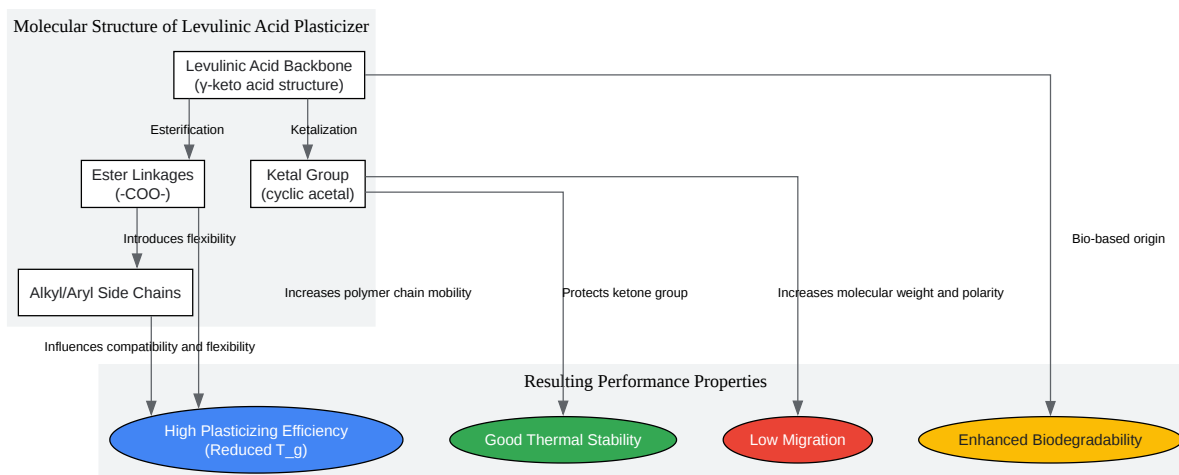 Molecular Structure of Levulinic Acid Plasticizer
Levulinic Acid Backbone
(γ-keto acid structure)
Esterification
Ketalization
Ester Linkages
(-COO-)
Ketal Group
(cyclic acetal)
Introduces flexibility
Bio-based origin
Alkyl/Aryl Side Chains
Increases polymer chain mobility
Protects ketone group
Increases molecular weight and polarity
Influences compatibility and flexibility
Resulting Performance Properties
High Plasticizing Efficiency
(Reduced T_g)
Good Thermal Stability
Low Migration
Enhanced Biodegradability